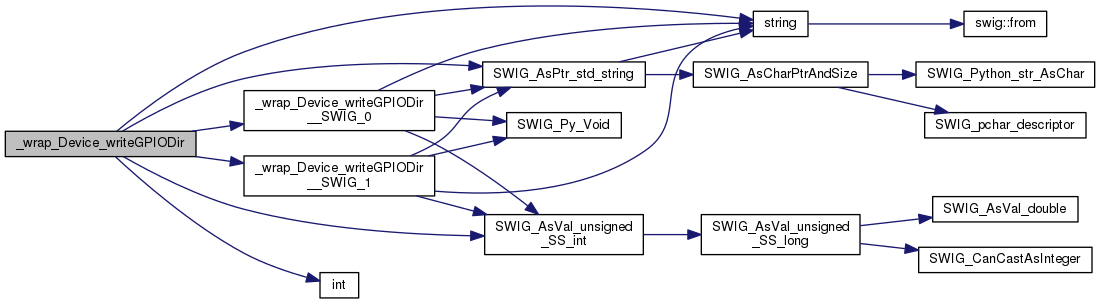 _wrap_Device_writeGPIODir
_wrap_Device_writeGPIODir
__SWIG_0
_wrap_Device_writeGPIODir
__SWIG_1
int
SWIG_AsPtr_std_string
SWIG_Py_Void
SWIG_AsVal_unsigned
_SS_int
string
SWIG_AsCharPtrAndSize
SWIG_AsVal_unsigned
_SS_long
swig::from
SWIG_Python_str_AsChar
SWIG_pchar_descriptor
SWIG_AsVal_double
SWIG_CanCastAsInteger